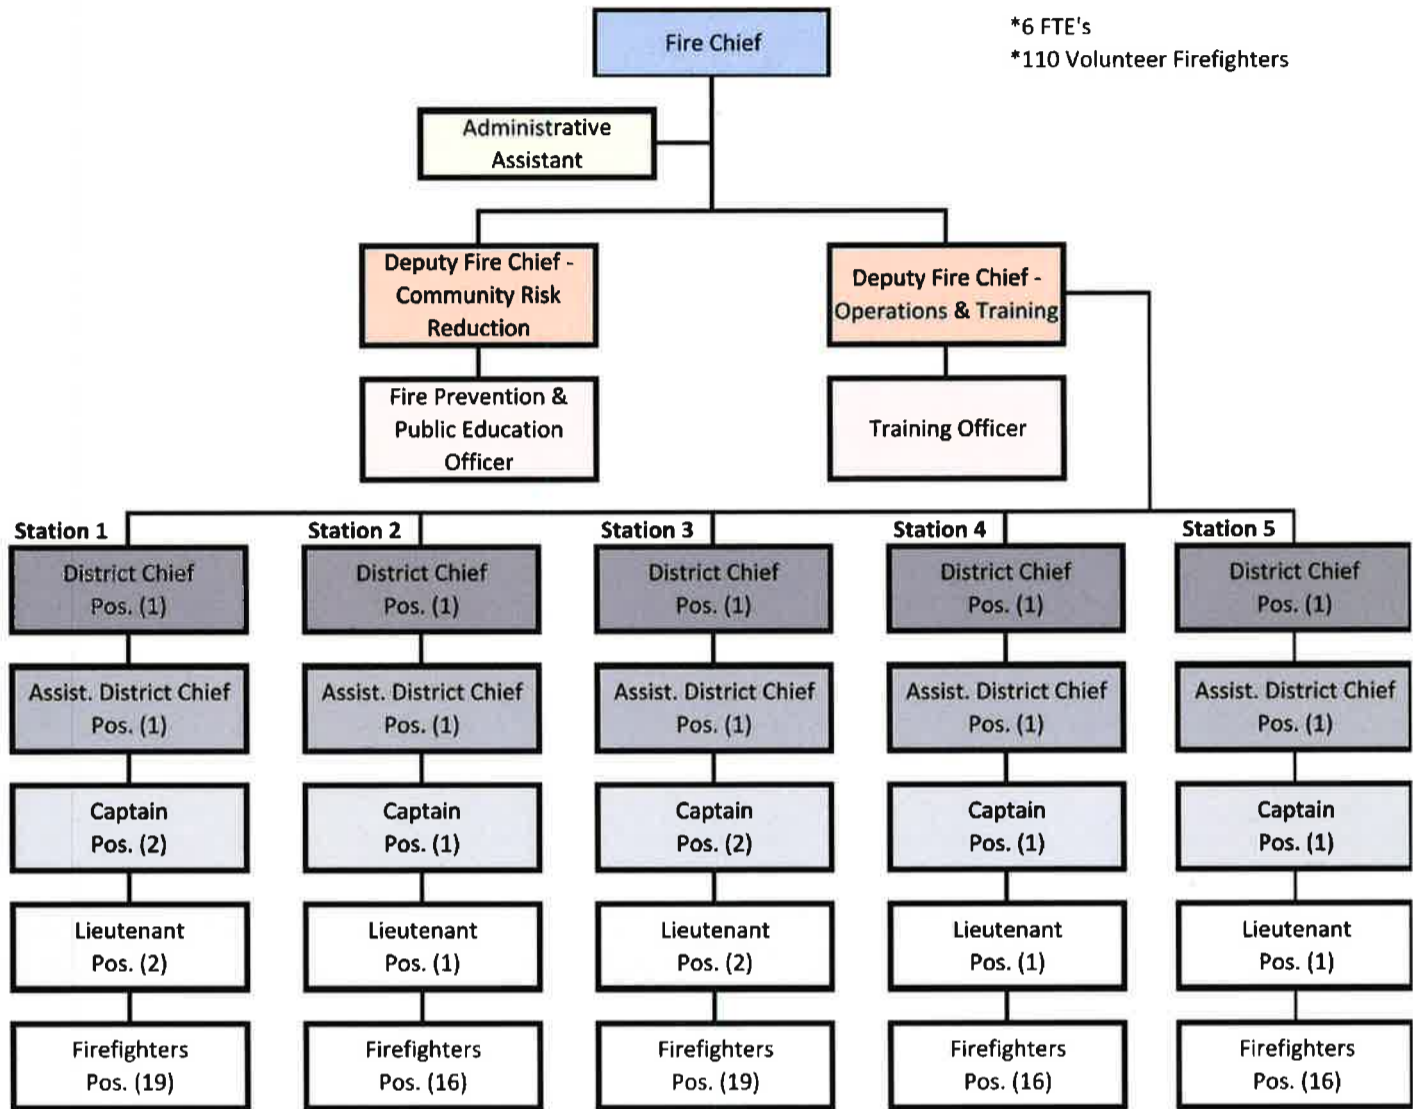 Fire Chief
*6 FTE's
*110 Volunteer Firefighters
Administrative
Assistant
Deputy Fire Chief -
Community Risk
Reduction
Deputy Fire Chief -
Operations & Training
Fire Prevention &
Public Education
Officer
Training Officer
Station 1
District Chief
Pos. (1)
Assist. District Chief
Pos. (1)
Captain
Pos. (2)
Lieutenant
Pos. (2)
Firefighters
Pos. (19)
Station 2
District Chief
Pos. (1)
Assist. District Chief
Pos. (1)
Captain
Pos. (1)
Lieutenant
Pos. (1)
Firefighters
Pos. (16)
Station 3
District Chief
Pos. (1)
Assist. District Chief
Pos. (1)
Captain
Pos. (2)
Lieutenant
Pos. (2)
Firefighters
Pos. (19)
Station 4
District Chief
Pos. (1)
Assist. District Chief
Pos. (1)
Captain
Pos. (1)
Lieutenant
Pos. (1)
Firefighters
Pos. (16)
Station 5
District Chief
Pos. (1)
Assist. District Chief
Pos. (1)
Captain
Pos. (1)
Lieutenant
Pos. (1)
Firefighters
Pos. (16)